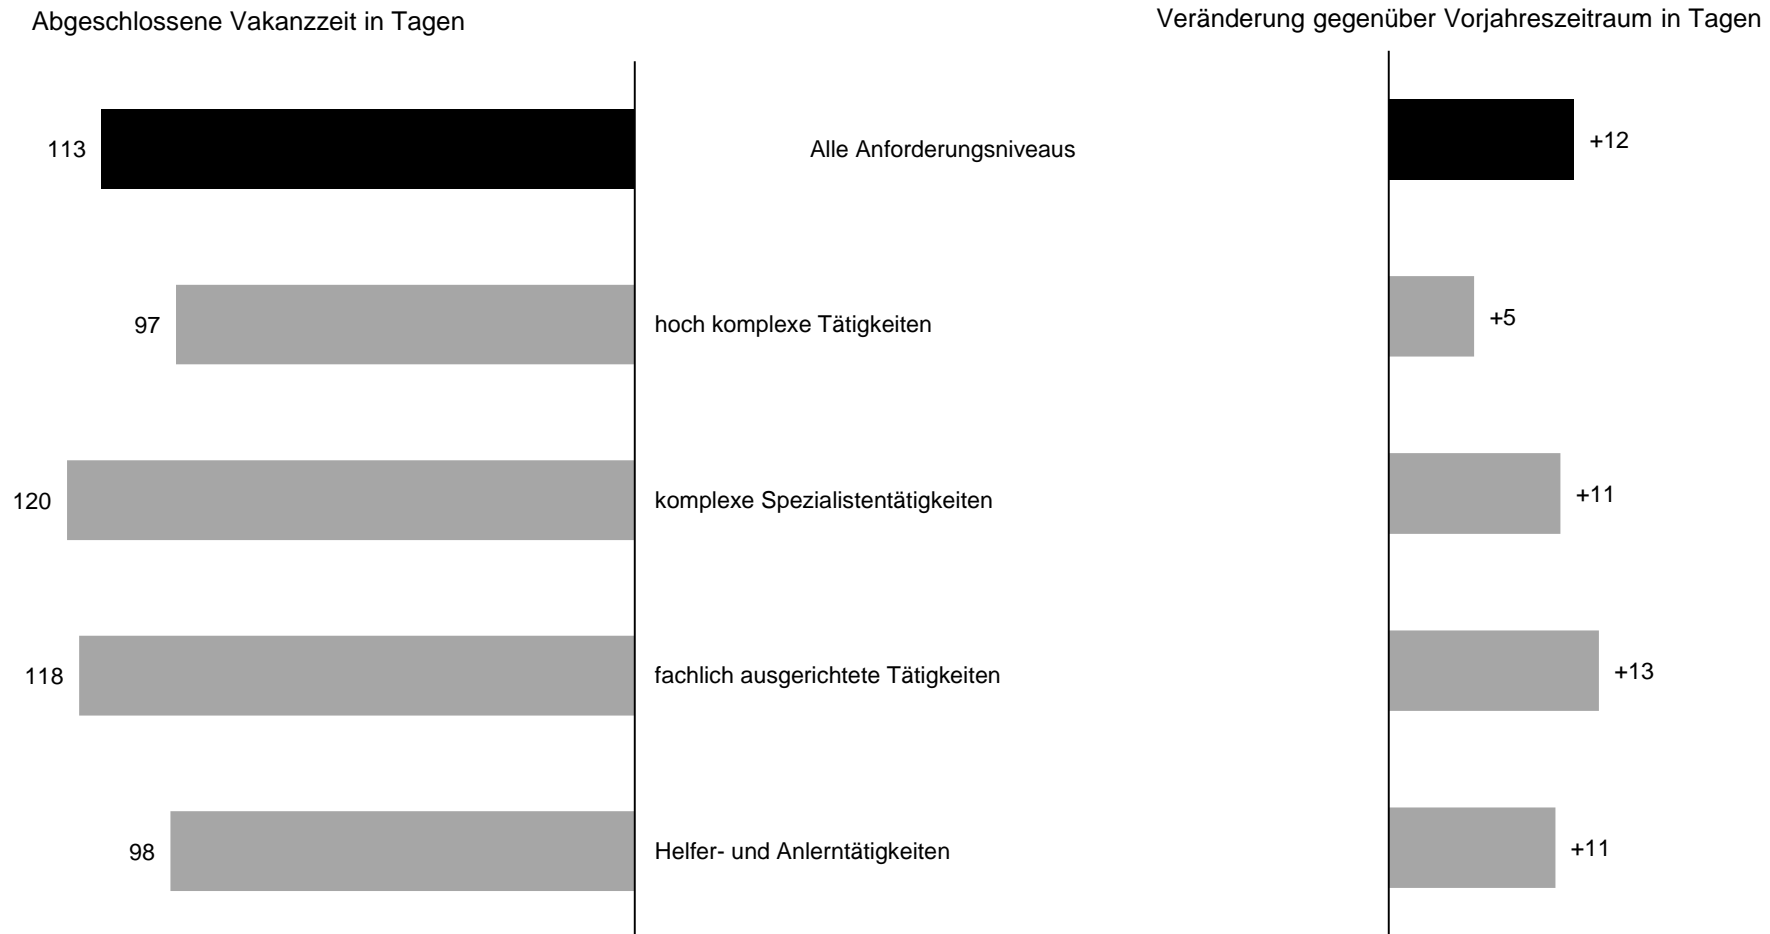 Abgeschlossene Vakanzzeit in Tagen
Veränderung gegenüber Vorjahreszeitraum in Tagen
113
Alle Anforderungsniveaus
+12
97
hoch komplexe Tätigkeiten
+5
120
komplexe Spezialistentätigkeiten
+11
118
fachlich ausgerichtete Tätigkeiten
+13
98
Helfer- und Anlerntätigkeiten
+11